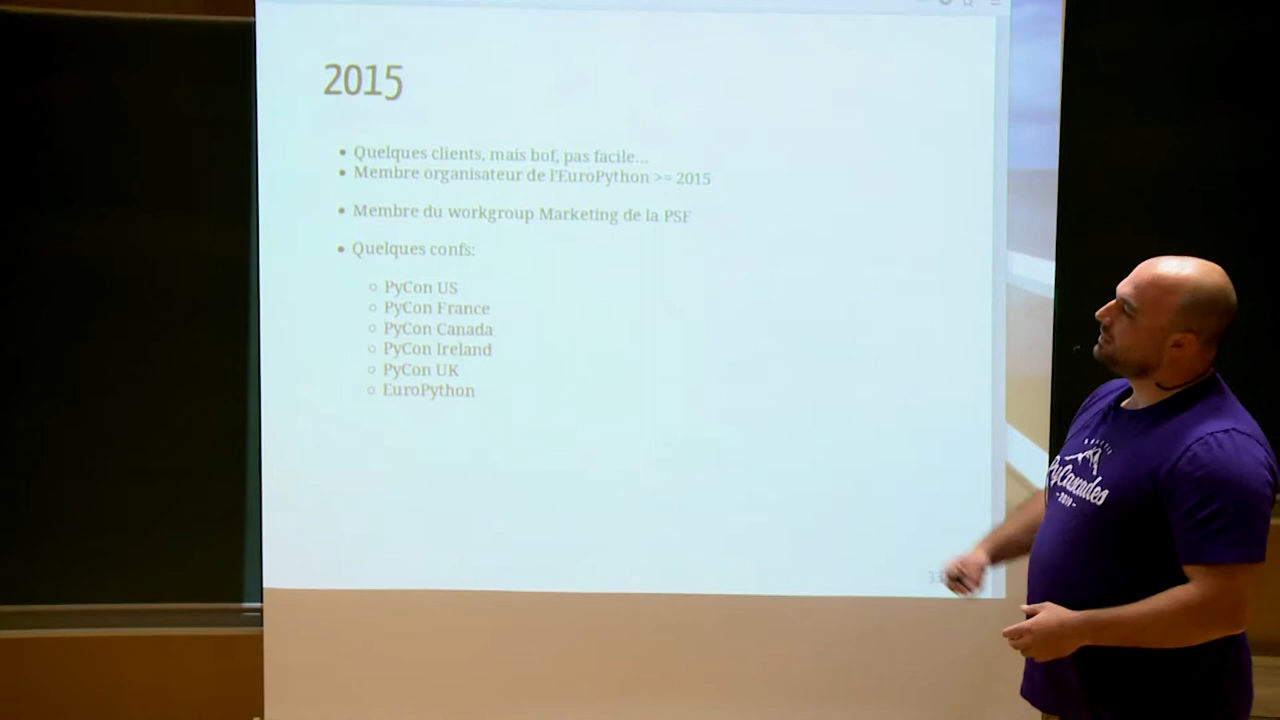 2015
• Quelques clients, mais bof, pas facile...
• Membre organisateur de l'EuroPython >= 2015
• Membre du workgroup Marketing de la PSF
• Quelques confs:
○ PyCon US
○ PyCon France
○ PyCon Canada
○ PyCon Ireland
○ PyCon UK
○ EuroPython
PyCascades